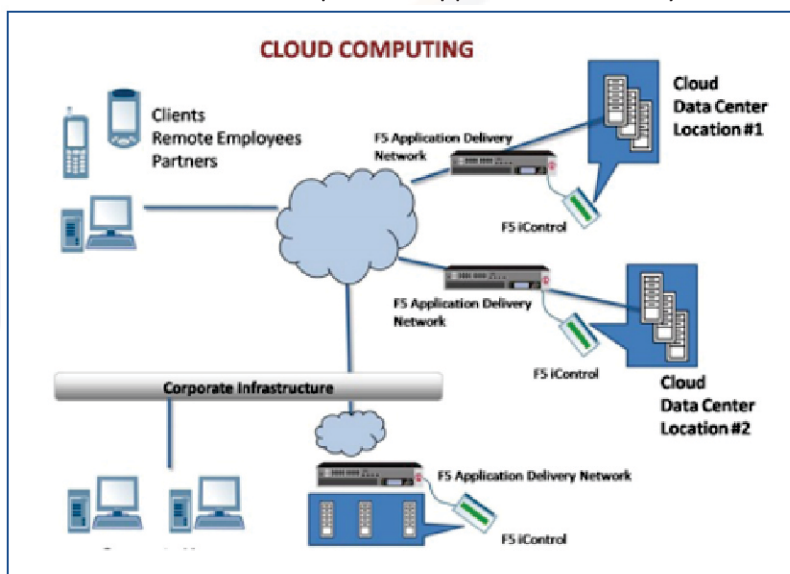 CLOUD COMPUTING
Clients
Remote Employees
Partners
F5 Application Delivery
Network
Cloud
Data Center
Location #1
F5 iControl
F5 Application Delivery
Network
F5 iControl
Cloud
Data Center
Location #2
Corporate Infrastructure
F5 Application Delivery Network
F5 iControl